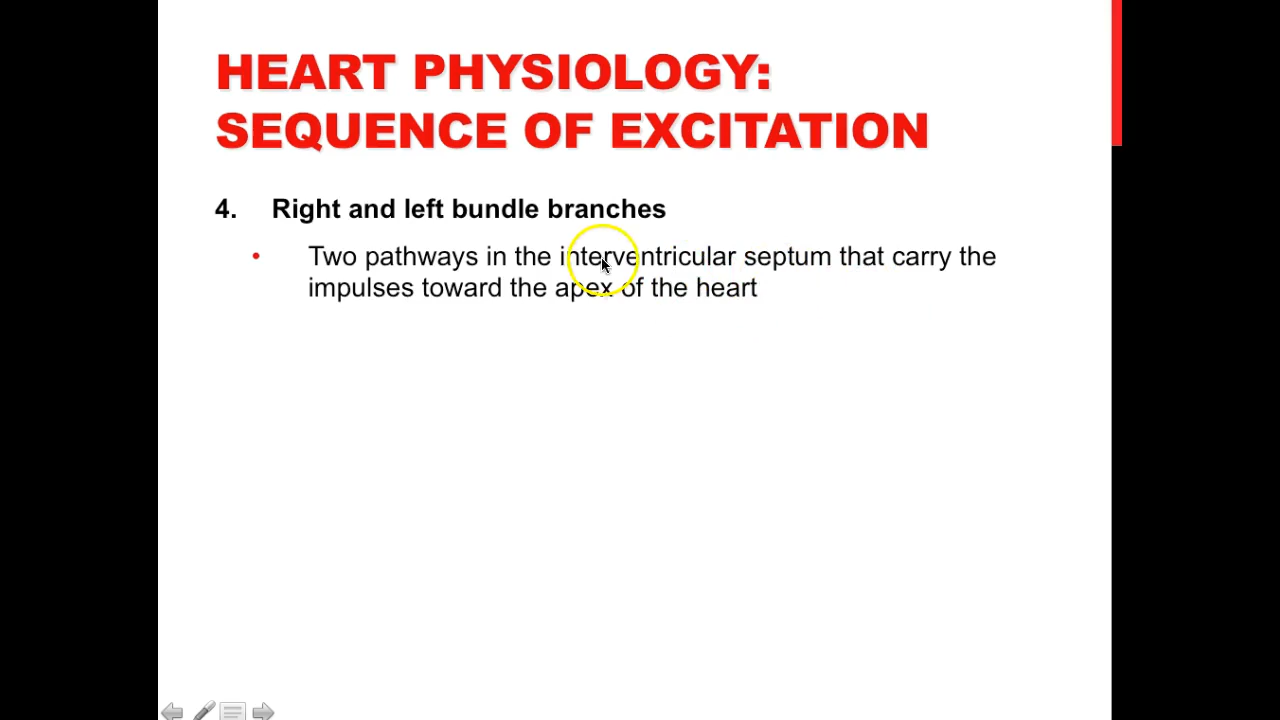 HEART PHYSIOLOGY:
SEQUENCE OF EXCITATION
4. Right and left bundle branches
• Two pathways in the interventricular septum that carry the
impulses toward the apex of the heart